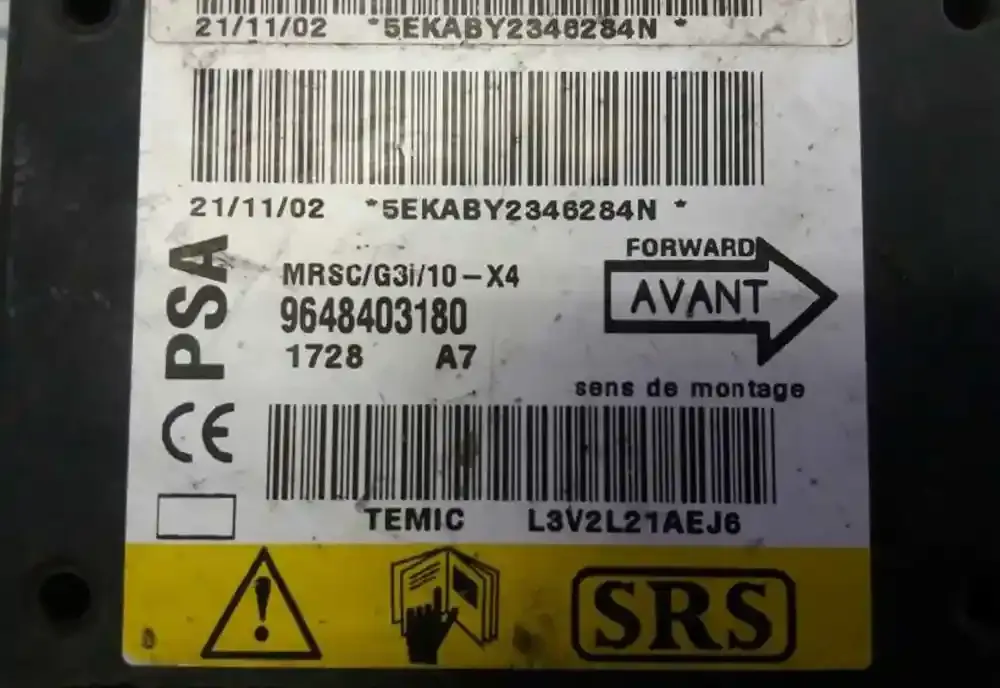 21/11/02 *5EKABY2346284N *
21/11/02 *5EKABY2346284N *
PSA
MRSC/G3i/10-X4
9648403180
1728 A7
FORWARD
AVANT
sens de montage
CE
TEMIC L3V2L21AEJ6
SRS